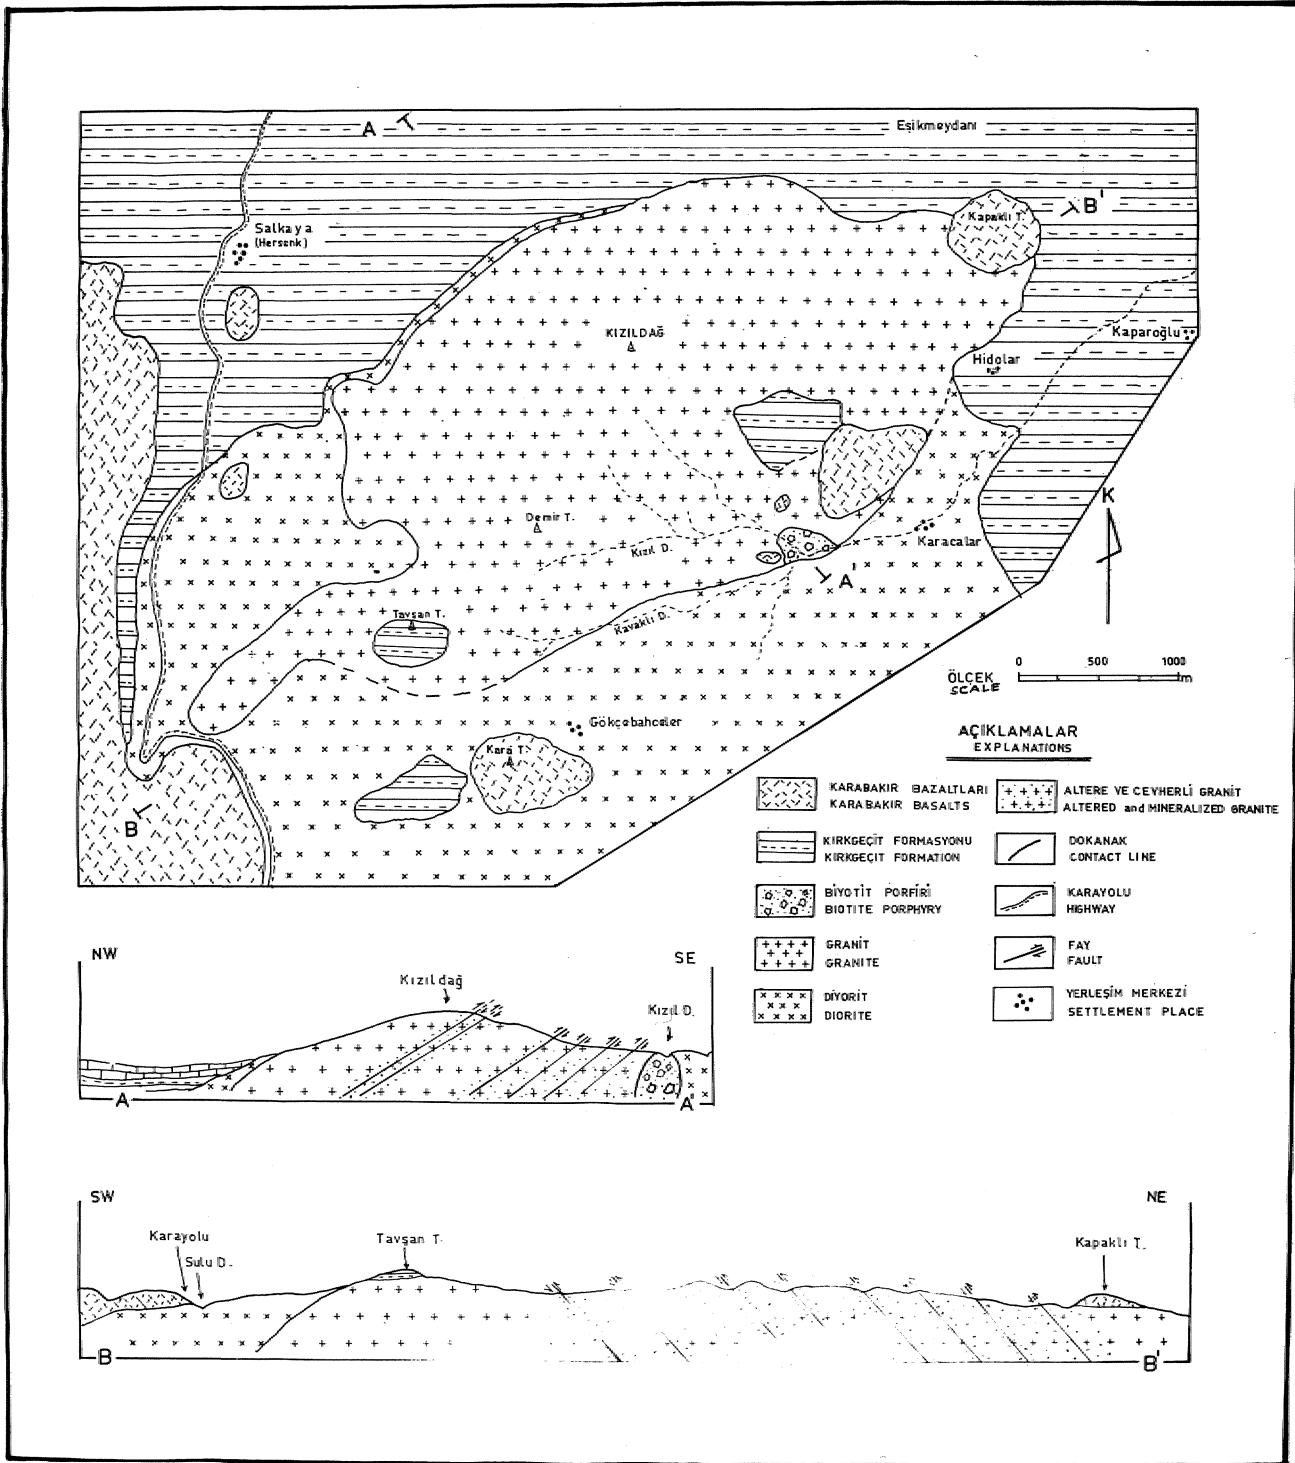 A
Eşikmeydanı
B'
Kapaklı T.
Salkaya
(Hersenk)
KIZILDAĞ
Kaparoğlu
Hidolar
K
Demir T.
Kızıl D.
Karacalar
A'
Tavşan T.
Kavaklı D.
0 500 1000
m
ÖLÇEK
SCALE
Gökçebahçeler
Kara T.
B
AÇIKLAMALAR
EXPLANATIONS
KARABAKIR BAZALTLARI
KARABAKIR BASALTS
KIRKGEÇİT FORMASYONU
KIRKGEÇİT FORMATION
BİYOTİT PORFİRİ
BIOTITE PORPHYRY
GRANİT
GRANITE
DİYORİT
DIORITE
ALTERE VE CEVHERLİ GRANİT
ALTERED and MINERALIZED GRANITE
DOKANAK
CONTACT LINE
KARAYOLU
HIGHWAY
FAY
FAULT
YERLEŞİM MERKEZİ
SETTLEMENT PLACE
NW
SE
Kızıldağ
Kızıl D.
A
A'
SW
NE
Karayolu
Sulu D.
Tavşan T.
Kapaklı T.
B
B'